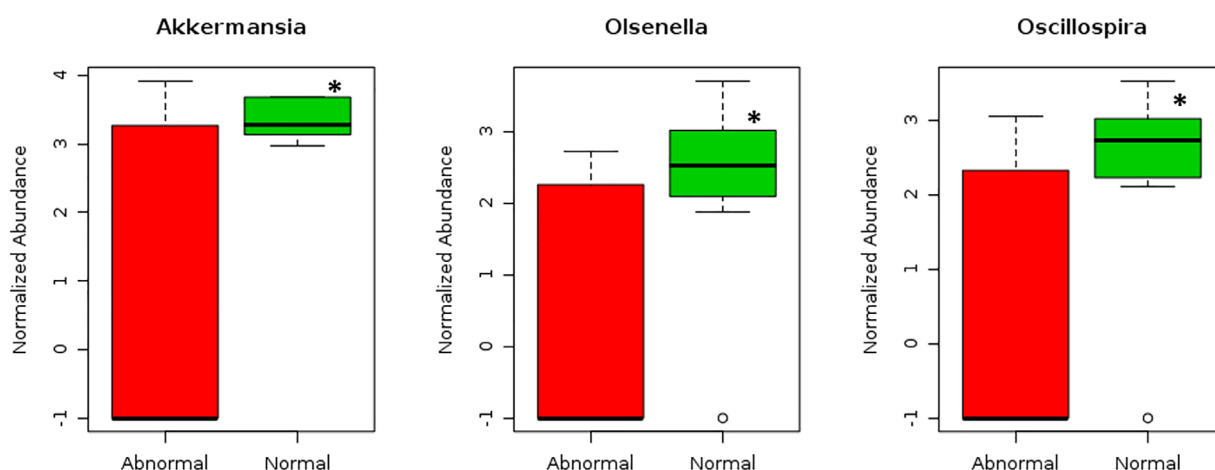 Akkermansia
Normalized Abundance
4
3
2
1
0
-1
*
Abnormal
Normal
Olsenella
Normalized Abundance
3
2
1
0
-1
*
Abnormal
Normal
Oscillospira
Normalized Abundance
3
2
1
0
-1
*
Abnormal
Normal